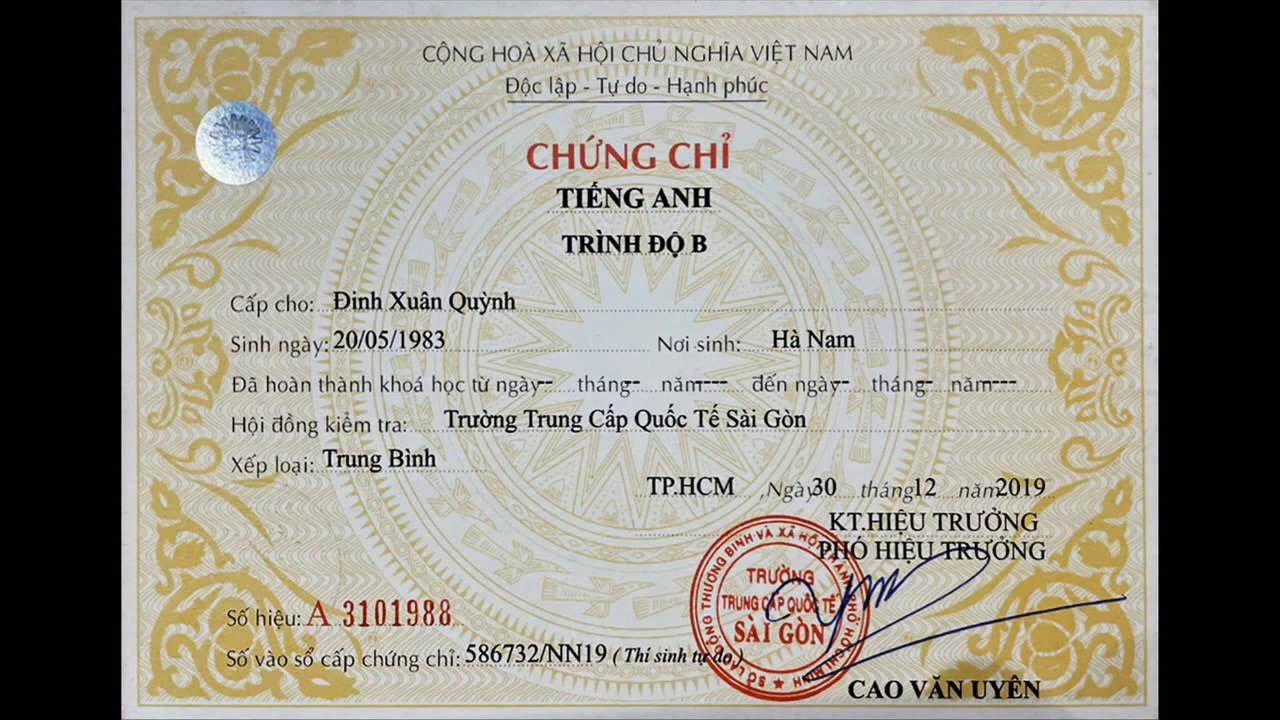 CỘNG HOÀ XÃ HỘI CHỦ NGHĨA VIỆT NAM
Độc lập - Tự do - Hạnh phúc
CHỨNG CHỈ
TIẾNG ANH
TRÌNH ĐỘ B
Cấp cho: Đinh Xuân Quỳnh
Sinh ngày: 20/05/1983 Nơi sinh: Hà Nam
Đã hoàn thành khoá học từ ngày-- tháng- năm--- đến ngày- tháng- năm---
Hội đồng kiểm tra: Trường Trung Cấp Quốc Tế Sài Gòn
Xếp loại: Trung Bình
TP.HCM , Ngày 30 tháng 12 năm 2019
KT.HIỆU TRƯỞNG
PHÓ HIỆU TRƯỞNG
TRƯỜNG
TRUNG CẤP QUỐC TẾ
SÀI GÒN
Số hiệu: A 3101988
Số vào sổ cấp chứng chỉ: 586732/NN19 ( Thí sinh tự do )
CAO VĂN UYÊN